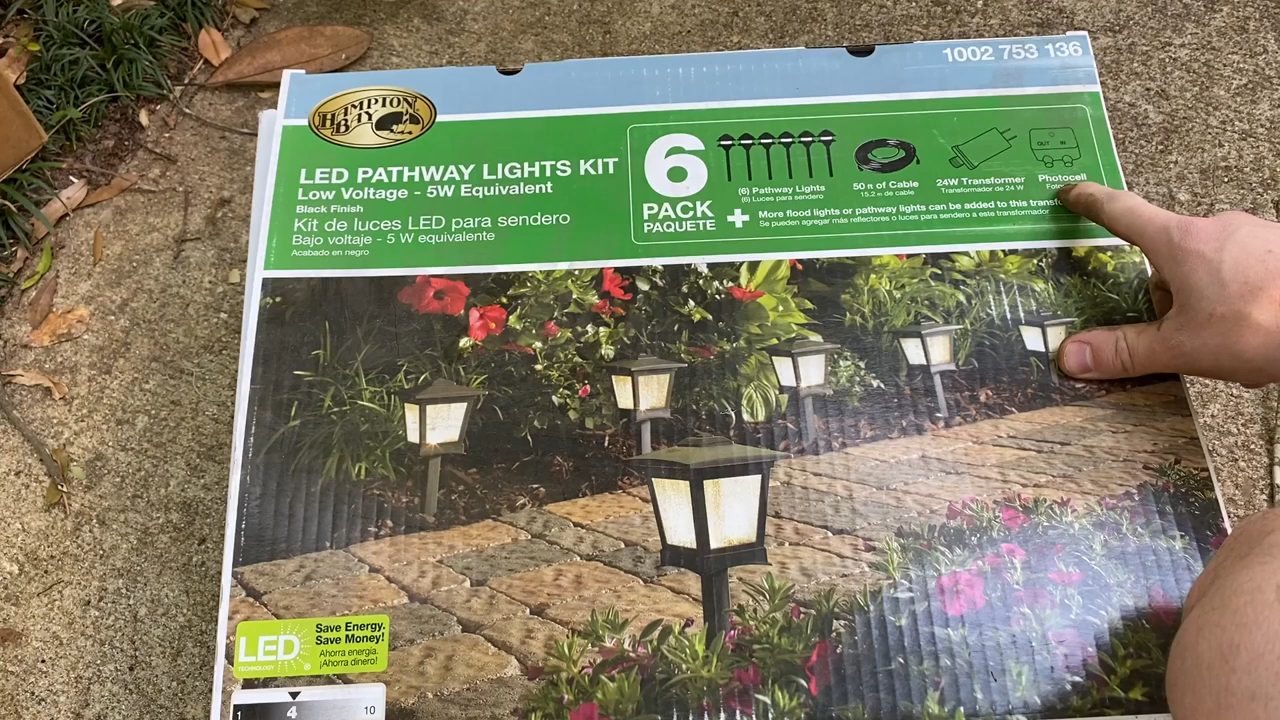 1002 753 136
HAMPTON
BAY
LED PATHWAY LIGHTS KIT
Low Voltage - 5W Equivalent
Black Finish
Kit de luces LED para sendero
Bajo voltaje - 5 W equivalente
Acabado en negro
6
PACK
PAQUETE
(6) Pathway Lights
(6) Luces para sendero
50 ft of Cable
15.2 m de cable
24W Transformer
Transformador de 24 W
OUT IN
Photocell
+
More flood lights or pathway lights can be added to this
Se pueden agregar más reflectores o luces para sendero a este transformador
LED
TECHNOLOGY
Save Energy.
Save Money!
Ahorra energía.
¡Ahorra dinero!
1 4 10